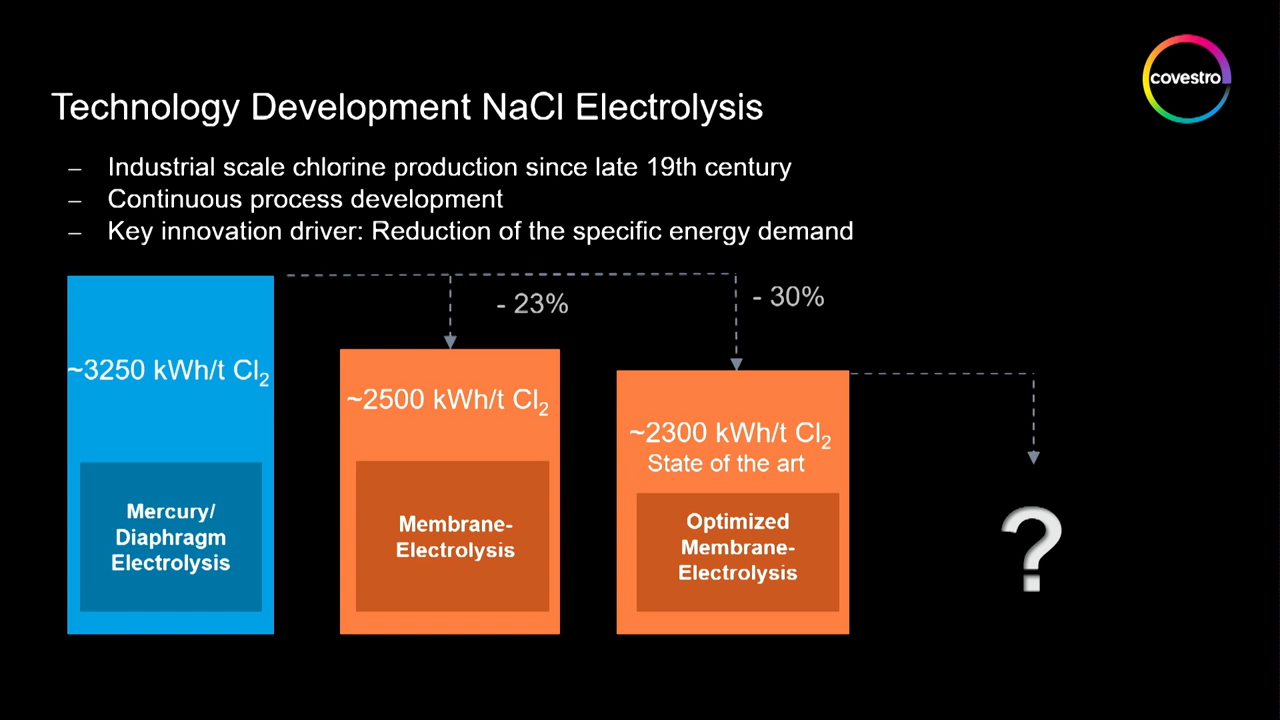 covestro
Technology Development NaCl Electrolysis
– Industrial scale chlorine production since late 19th century
– Continuous process development
– Key innovation driver: Reduction of the specific energy demand
- 23%
- 30%
~3250 kWh/t Cl₂
~2500 kWh/t Cl₂
~2300 kWh/t Cl₂
State of the art
Mercury/
Diaphragm
Electrolysis
Membrane-
Electrolysis
Optimized
Membrane-
Electrolysis
?